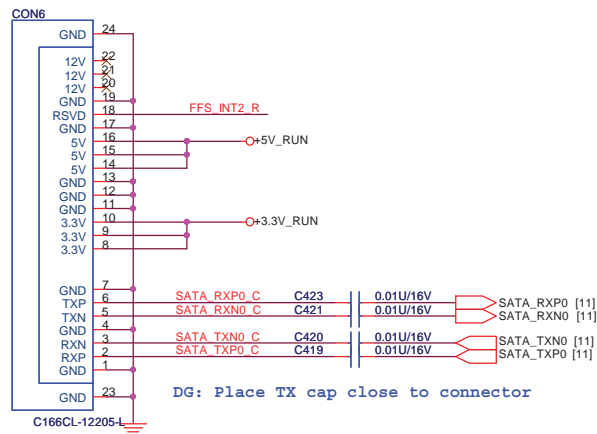 CON6
GND 24
12V 22
12V 21
12V 20
GND 19
RSVD 18 FFS_INT2_R
GND 17
5V 16 +5V_RUN
5V 15
5V 14
GND 13
GND 12
GND 11
3.3V 10 +3.3V_RUN
3.3V 9
3.3V 8
GND 7
TXP 6 SATA_RXP0_C C423 0.01U/16V SATA_RXP0 [11]
TXN 5 SATA_RXN0_C C421 0.01U/16V SATA_RXN0 [11]
GND 4
RXN 3 SATA_TXN0_C C420 0.01U/16V SATA_TXN0 [11]
RXP 2 SATA_TXP0_C C419 0.01U/16V SATA_TXP0 [11]
GND 1
GND 23
DG: Place TX cap close to connector
C166CL-12205-L